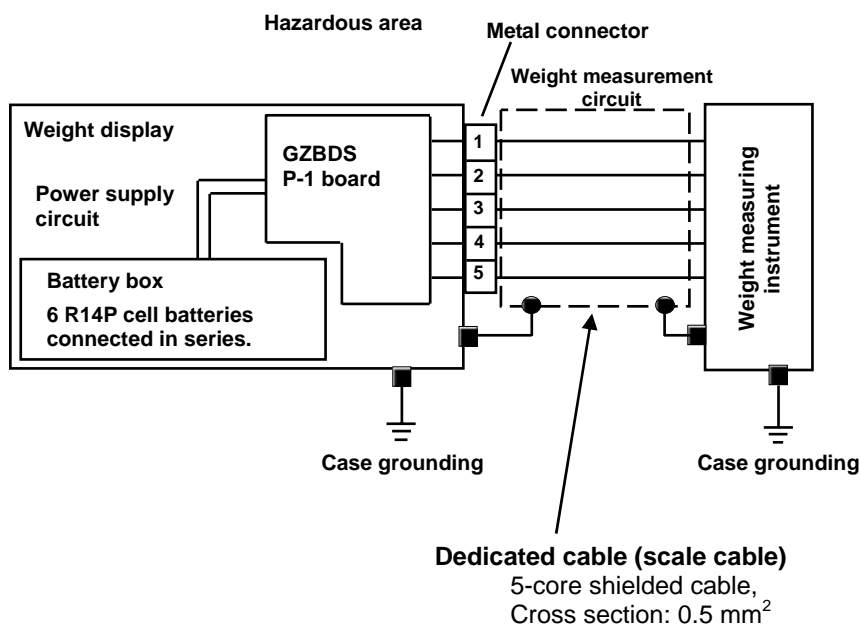 Hazardous area
Metal connector
Weight measurement
circuit
Weight display
GZBDS
P-1 board
Power supply
circuit
Battery box
6 R14P cell batteries
connected in series.
1
2
3
4
5
Weight measuring
instrument
Case grounding
Case grounding
Dedicated cable (scale cable)
5-core shielded cable,
Cross section: 0.5 mm²